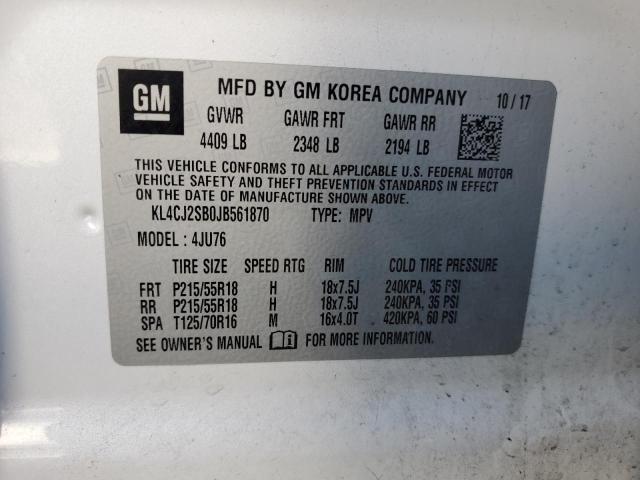 GM MFD BY GM KOREA COMPANY 10/17
GVWR GAWR FRT GAWR RR
4409 LB 2348 LB 2194 LB
THIS VEHICLE CONFORMS TO ALL APPLICABLE U.S. FEDERAL MOTOR
VEHICLE SAFETY AND THEFT PREVENTION STANDARDS IN EFFECT
ON THE DATE OF MANUFACTURE SHOWN ABOVE.
KL4CJ2SB0JB561870 TYPE: MPV
MODEL : 4JU76
TIRE SIZE SPEED RTG RIM COLD TIRE PRESSURE
FRT P215/55R18 H 18x7.5J 240KPA, 35 PSI
RR P215/55R18 H 18x7.5J 240KPA, 35 PSI
SPA T125/70R16 M 16x4.0T 420KPA, 60 PSI
SEE OWNER'S MANUAL FOR MORE INFORMATION.